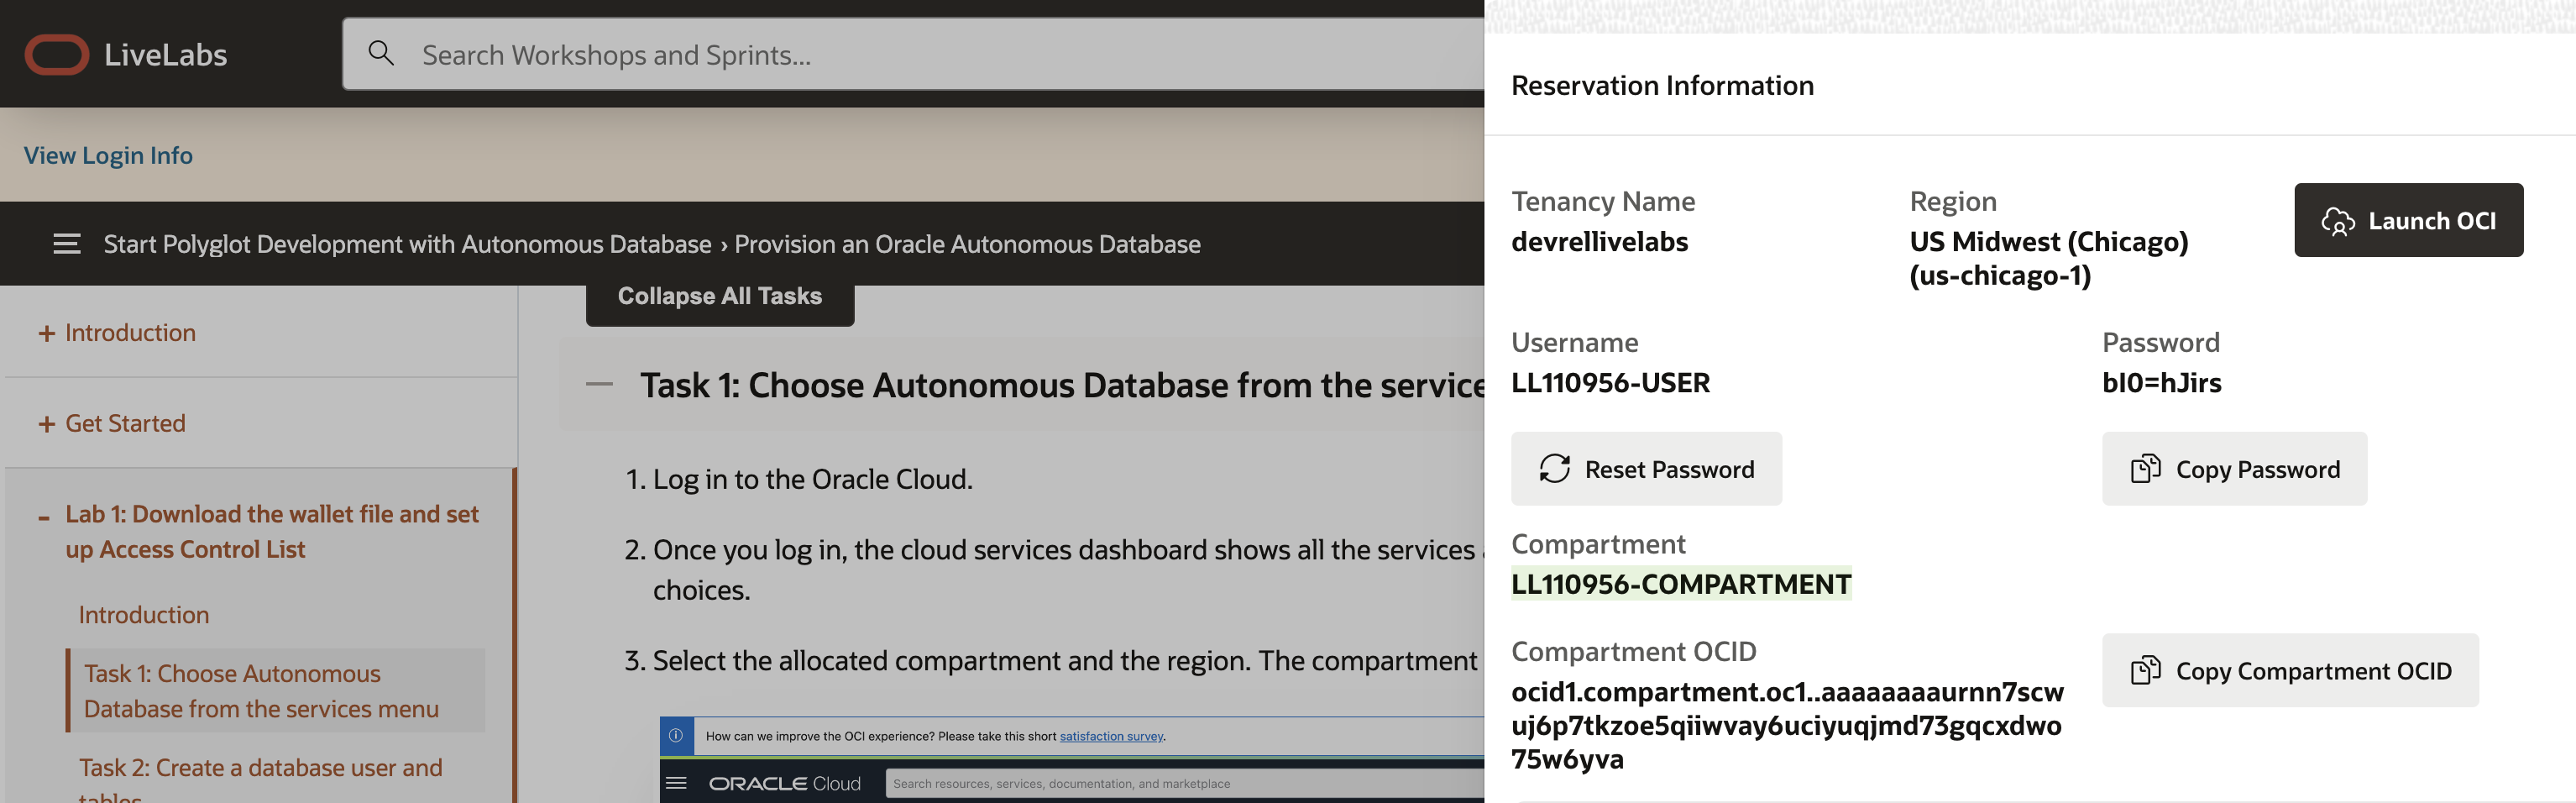 LiveLabs
Search Workshops and Sprints...
View Login Info
Start Polyglot Development with Autonomous Database › Provision an Oracle Autonomous Database
+ Introduction
+ Get Started
- Lab 1: Download the wallet file and set
up Access Control List
Introduction
Task 1: Choose Autonomous
Database from the services menu
Task 2: Create a database user and
tables
Collapse All Tasks
— Task 1: Choose Autonomous Database from the service
1. Log in to the Oracle Cloud.
2. Once you log in, the cloud services dashboard shows all the services
choices.
3. Select the allocated compartment and the region. The compartment
How can we improve the OCI experience? Please take this short satisfaction survey.
ORACLE Cloud
Search resources, services, documentation, and marketplace
Reservation Information
Tenancy Name
devrellivelabs
Region
US Midwest (Chicago)
(us-chicago-1)
Launch OCI
Username
LL110956-USER
Password
bI0=hJirs
Reset Password
Copy Password
Compartment
LL110956-COMPARTMENT
Compartment OCID
ocid1.compartment.oc1..aaaaaaaaurnn7scw
uj6p7tkzoe5qiiwvay6uciyuqjmd73gqcxdwo
75w6yva
Copy Compartment OCID